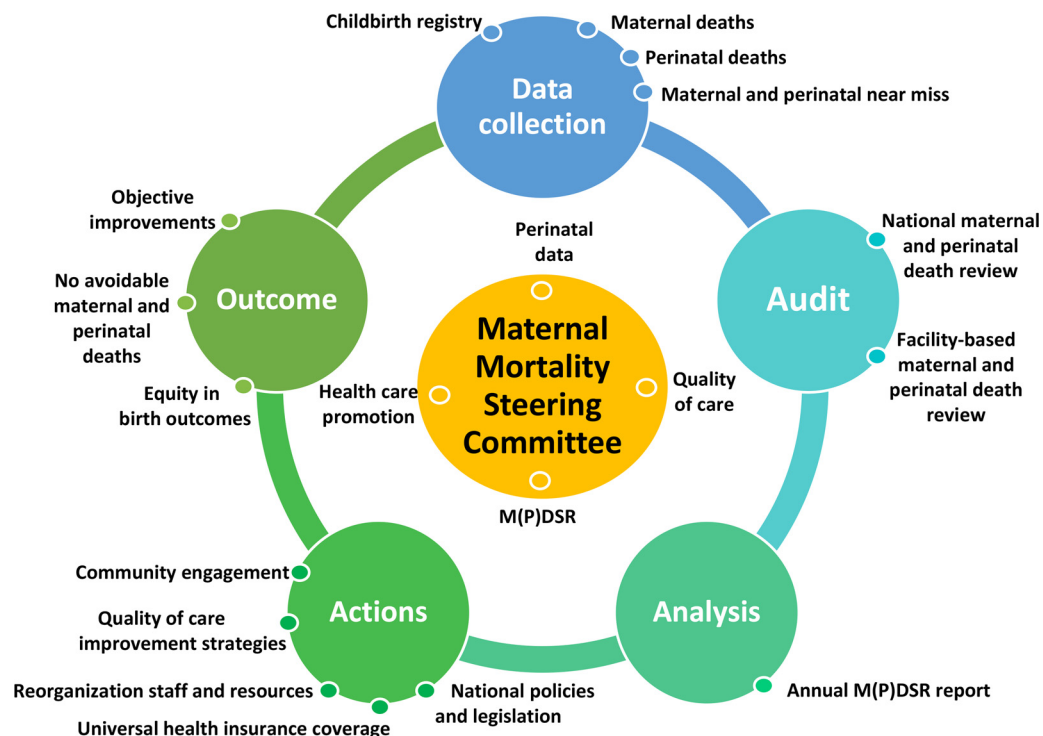 Childbirth registry
Maternal deaths
Perinatal deaths
Maternal and perinatal near miss
Data
collection
National maternal
and perinatal
death review
Audit
Facility-based
maternal and
perinatal death
review
Analysis
Annual M(P)DSR report
Actions
National policies
and legislation
Universal health insurance coverage
Reorganization staff and resources
Quality of care
improvement strategies
Community engagement
Outcome
Equity in
birth outcomes
No avoidable
maternal and
perinatal
deaths
Objective
improvements
Maternal
Mortality
Steering
Committee
Perinatal
data
Quality
of care
M(P)DSR
Health care
promotion